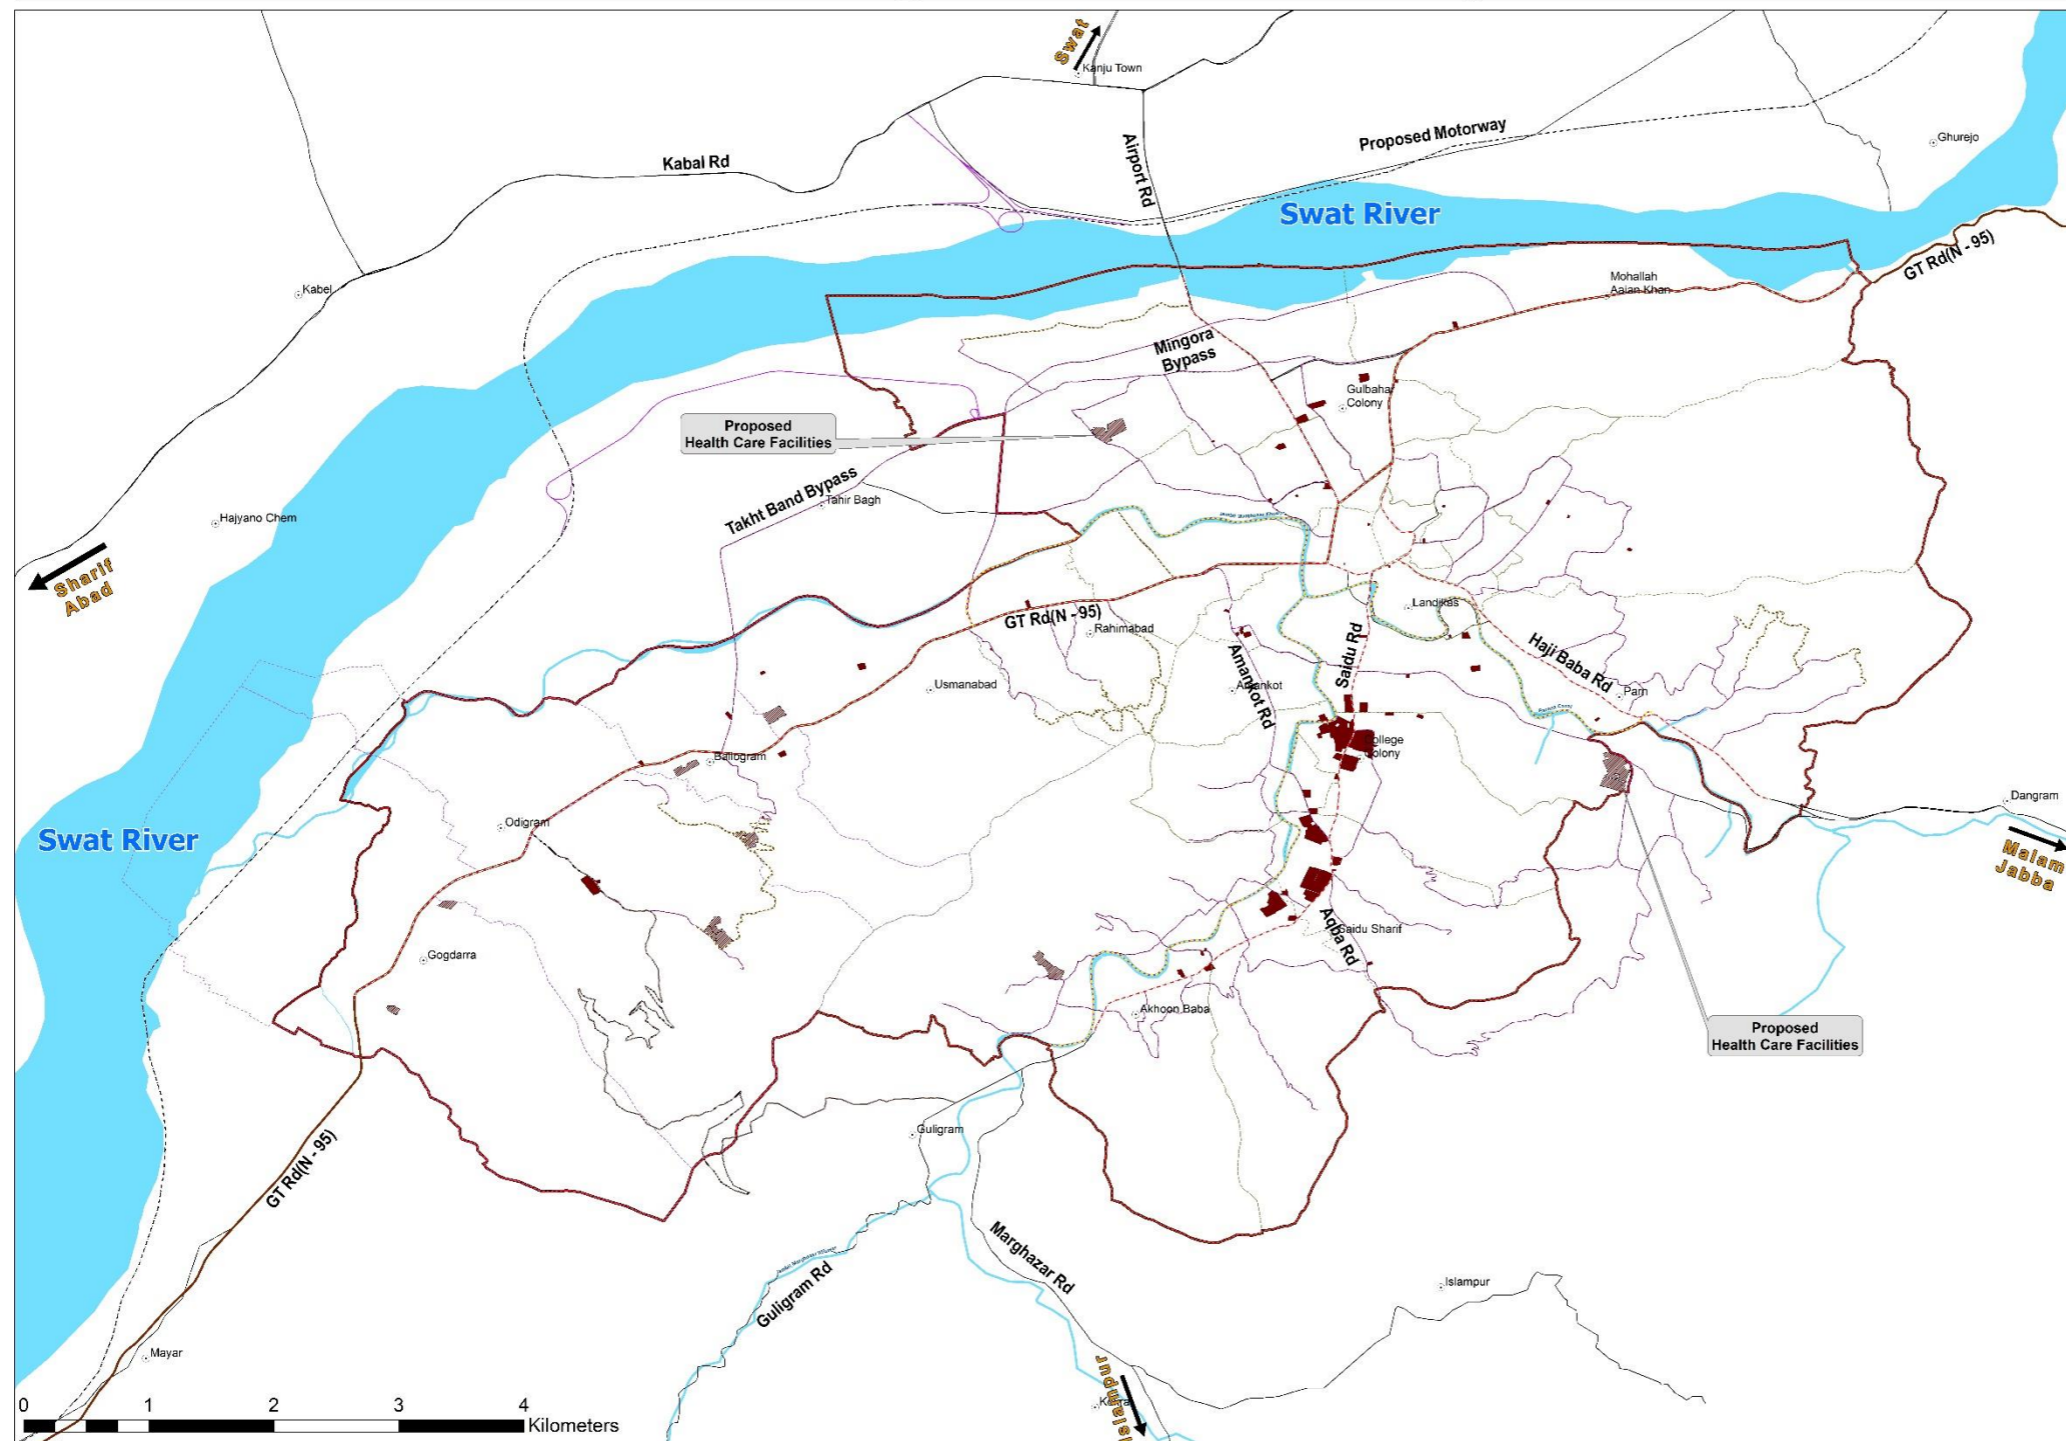 Swat
Kanju Town
Kabal Rd
Airport Rd
Proposed Motorway
Ghurejo
Swat River
GT Rd(N - 95)
Kabel
Mohallah
Aaian Khan
Mingora
Bypass
Gulbahar
Colony
Proposed
Health Care Facilities
Takht Band Bypass
Tahir Bagh
Hajyano Chem
Sharif
Abad
GT Rd(N - 95)
Rahimabad
Landikas
Haji Baba Rd
Saidu Rd
Amankot Rd
Amankot
Usmanabad
Pam
College
Colony
Ballogram
Dangram
Malam
Jabba
Odigram
Swat River
Aqba Rd
Saidu Sharif
Gogdarra
Akhoon Baba
Proposed
Health Care Facilities
Guligram
GT Rd(N - 95)
Marghazar Rd
Guligram Rd
Islampur
Mayar
Islampur
0 1 2 3 4
Kilometers